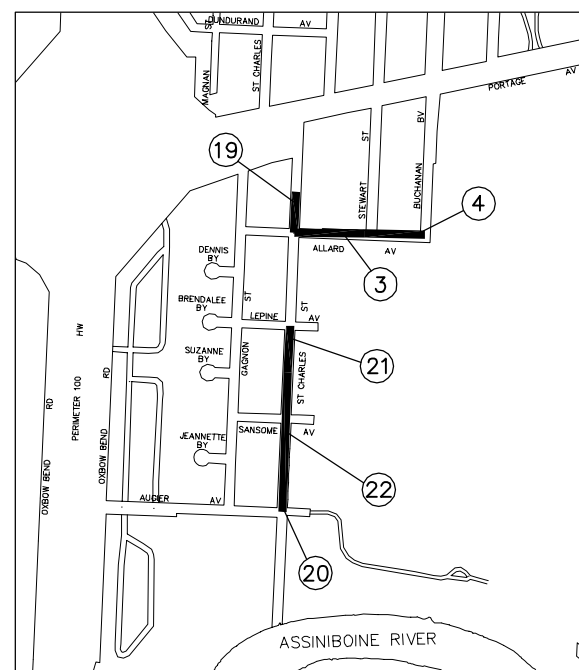 DUNDURAND AV
MAGNAN ST
ST CHARLES
PORTAGE AV
19
STEWART ST
BUCHANAN BV
4
ALLARD AV
3
DENNIS
BY
BRENDALEE
BY
LEPINE AV
GAGNON ST
ST CHARLES ST
21
SUZANNE
BY
PERIMETER 100 HW
OXBOW BEND RD
OXBOW BEND RD
SANSOME AV
JEANNETTE
BY
22
AUGIER AV
20
ASSINIBOINE RIVER